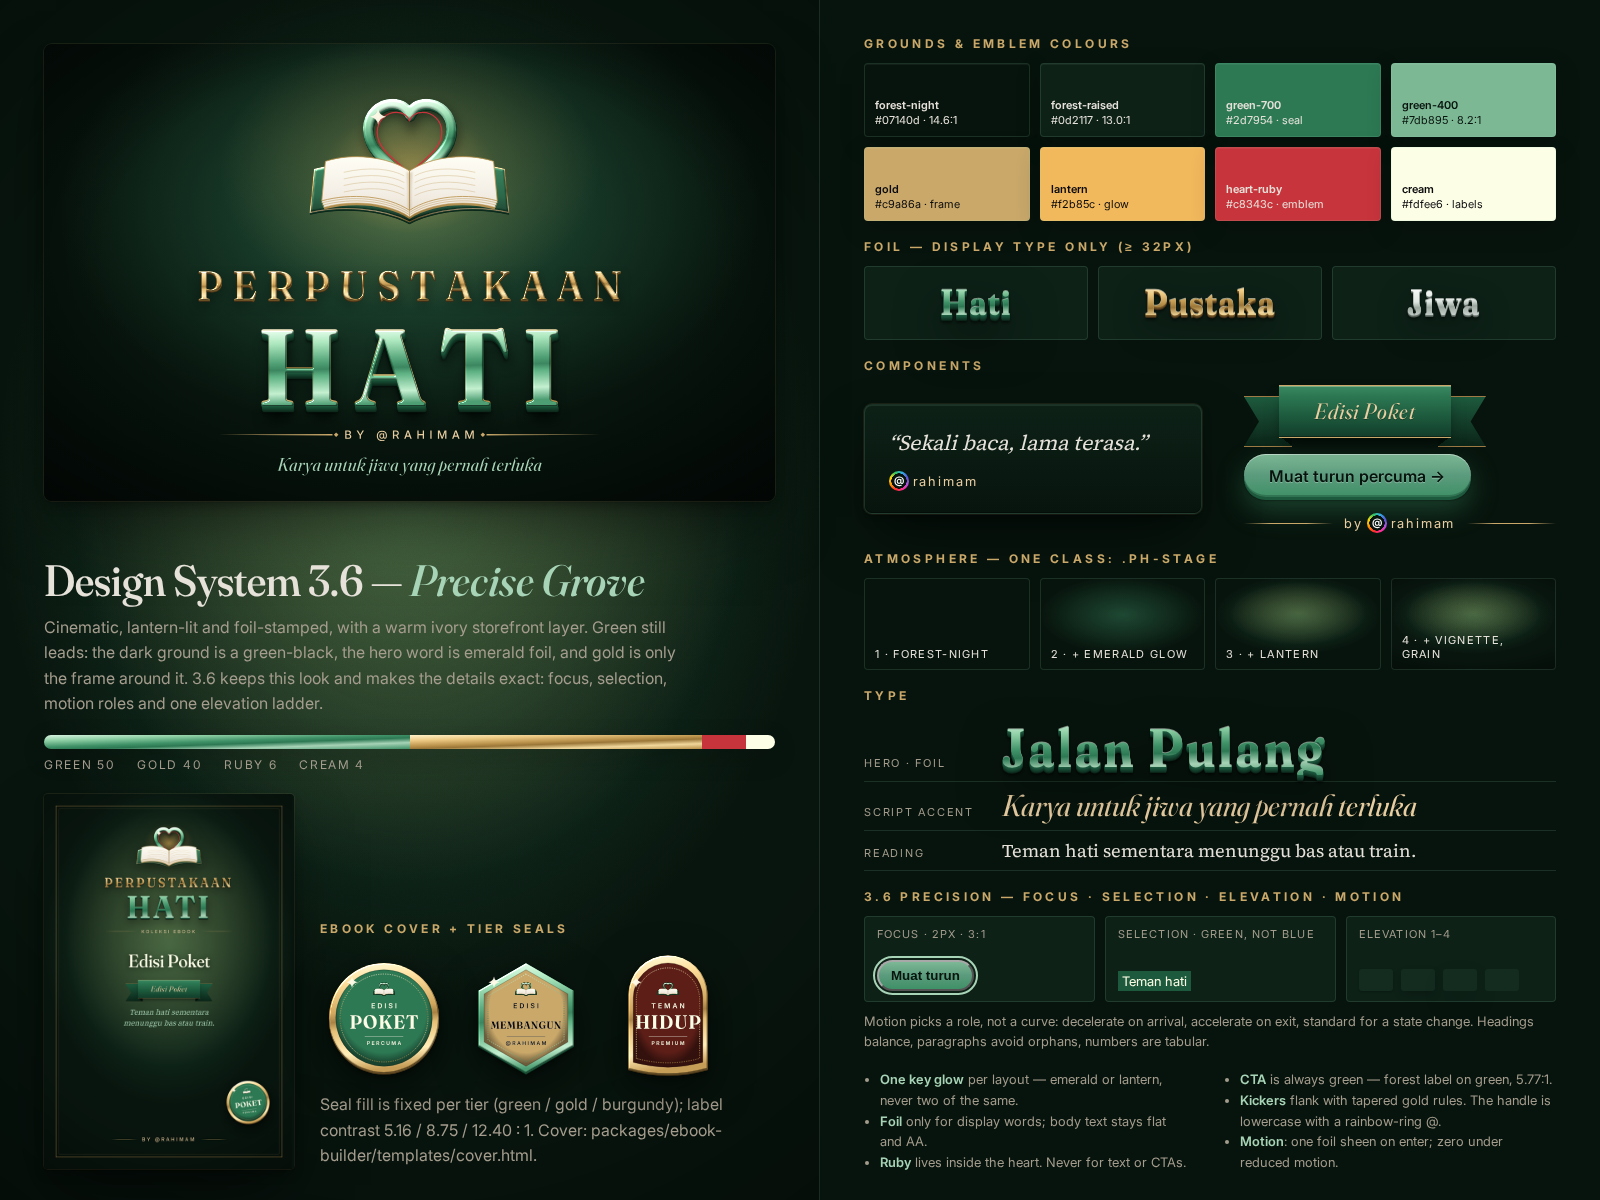 PERPUSTAKAAN
HATI
BY @RAHIMAM
Karya untuk jiwa yang pernah terluka
Design System 3.6 — Precise Grove
Cinematic, lantern-lit and foil-stamped, with a warm ivory storefront layer. Green still
leads: the dark ground is a green-black, the hero word is emerald foil, and gold is only
the frame around it. 3.6 keeps this look and makes the details exact: focus, selection,
motion roles and one elevation ladder.
GREEN 50 GOLD 40 RUBY 6 CREAM 4
PERPUSTAKAAN
HATI
KOLEKSI EBOOK
Edisi Poket
Edisi Poket
Teman hati sementara
menunggu bas atau train.
POKET
BY @RAHIMAM
EBOOK COVER + TIER SEALS
EDISI
POKET
PERCUMA
EDISI
MEMBANGUN
@RAHIMAM
TEMAN
HIDUP
PREMIUM
Seal fill is fixed per tier (green / gold / burgundy); label
contrast 5.16 / 8.75 / 12.40 : 1. Cover: packages/ebook-
builder/templates/cover.html.
GROUNDS & EMBLEM COLOURS
forest-night
#07140d · 14.6:1
forest-raised
#0d2117 · 13.0:1
green-700
#2d7954 · seal
green-400
#7db895 · 8.2:1
gold
#c9a86a · frame
lantern
#f2b85c · glow
heart-ruby
#c8343c · emblem
cream
#fdfee6 · labels
FOIL — DISPLAY TYPE ONLY (≥ 32PX)
Hati
Pustaka
Jiwa
COMPONENTS
“Sekali baca, lama terasa.”
@ rahimam
Edisi Poket
Muat turun percuma →
by @ rahimam
ATMOSPHERE — ONE CLASS: .PH-STAGE
1 · FOREST-NIGHT
2 · + EMERALD GLOW
3 · + LANTERN
4 · + VIGNETTE,
GRAIN
TYPE
HERO · FOIL
Jalan Pulang
SCRIPT ACCENT
Karya untuk jiwa yang pernah terluka
READING
Teman hati sementara menunggu bas atau train.
3.6 PRECISION — FOCUS · SELECTION · ELEVATION · MOTION
FOCUS · 2PX · 3:1
Muat turun
SELECTION · GREEN, NOT BLUE
Teman hati
ELEVATION 1–4
Motion picks a role, not a curve: decelerate on arrival, accelerate on exit, standard for a state change. Headings
balance, paragraphs avoid orphans, numbers are tabular.
• One key glow per layout — emerald or lantern,
never two of the same.
• Foil only for display words; body text stays flat
and AA.
• Ruby lives inside the heart. Never for text or CTAs.
• CTA is always green — forest label on green, 5.77:1.
• Kickers flank with tapered gold rules. The handle is
lowercase with a rainbow-ring @.
• Motion: one foil sheen on enter; zero under
reduced motion.